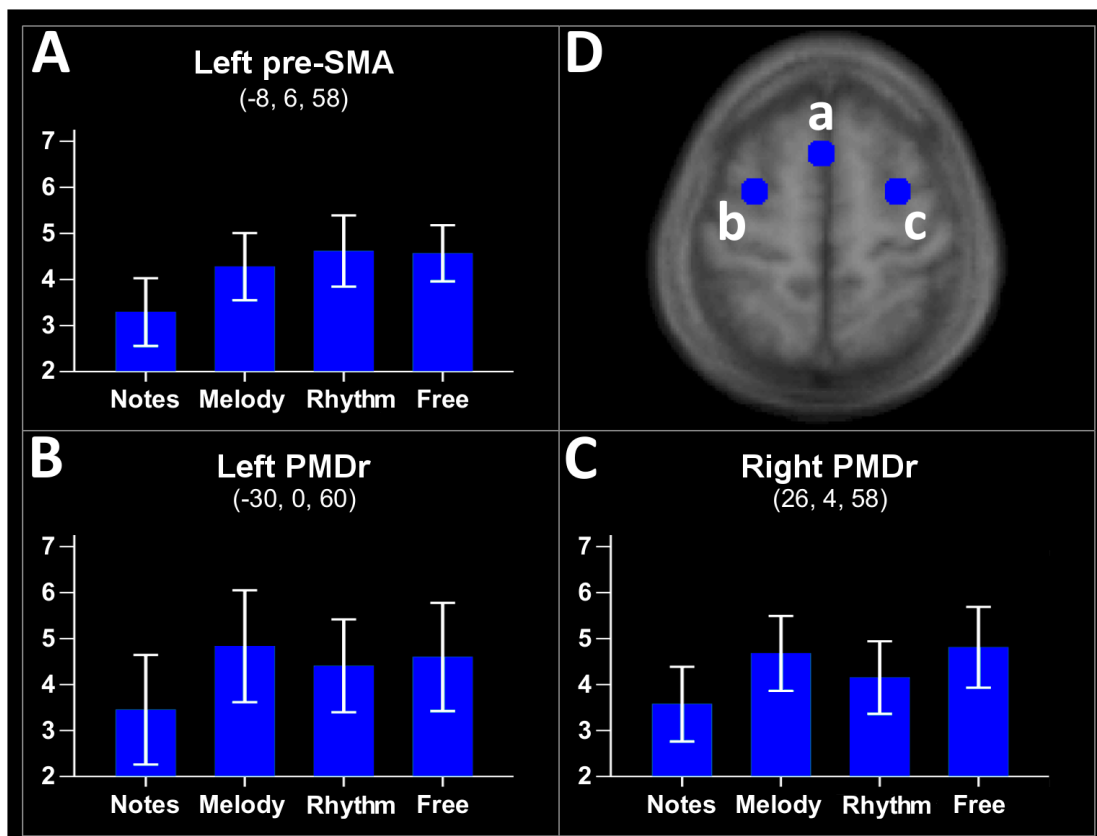 A
Left pre-SMA
(-8, 6, 58)
7
6
5
4
3
2
Notes Melody Rhythm Free
D
a
b
c
B
Left PMDr
(-30, 0, 60)
7
6
5
4
3
2
Notes Melody Rhythm Free
C
Right PMDr
(26, 4, 58)
7
6
5
4
3
2
Notes Melody Rhythm Free